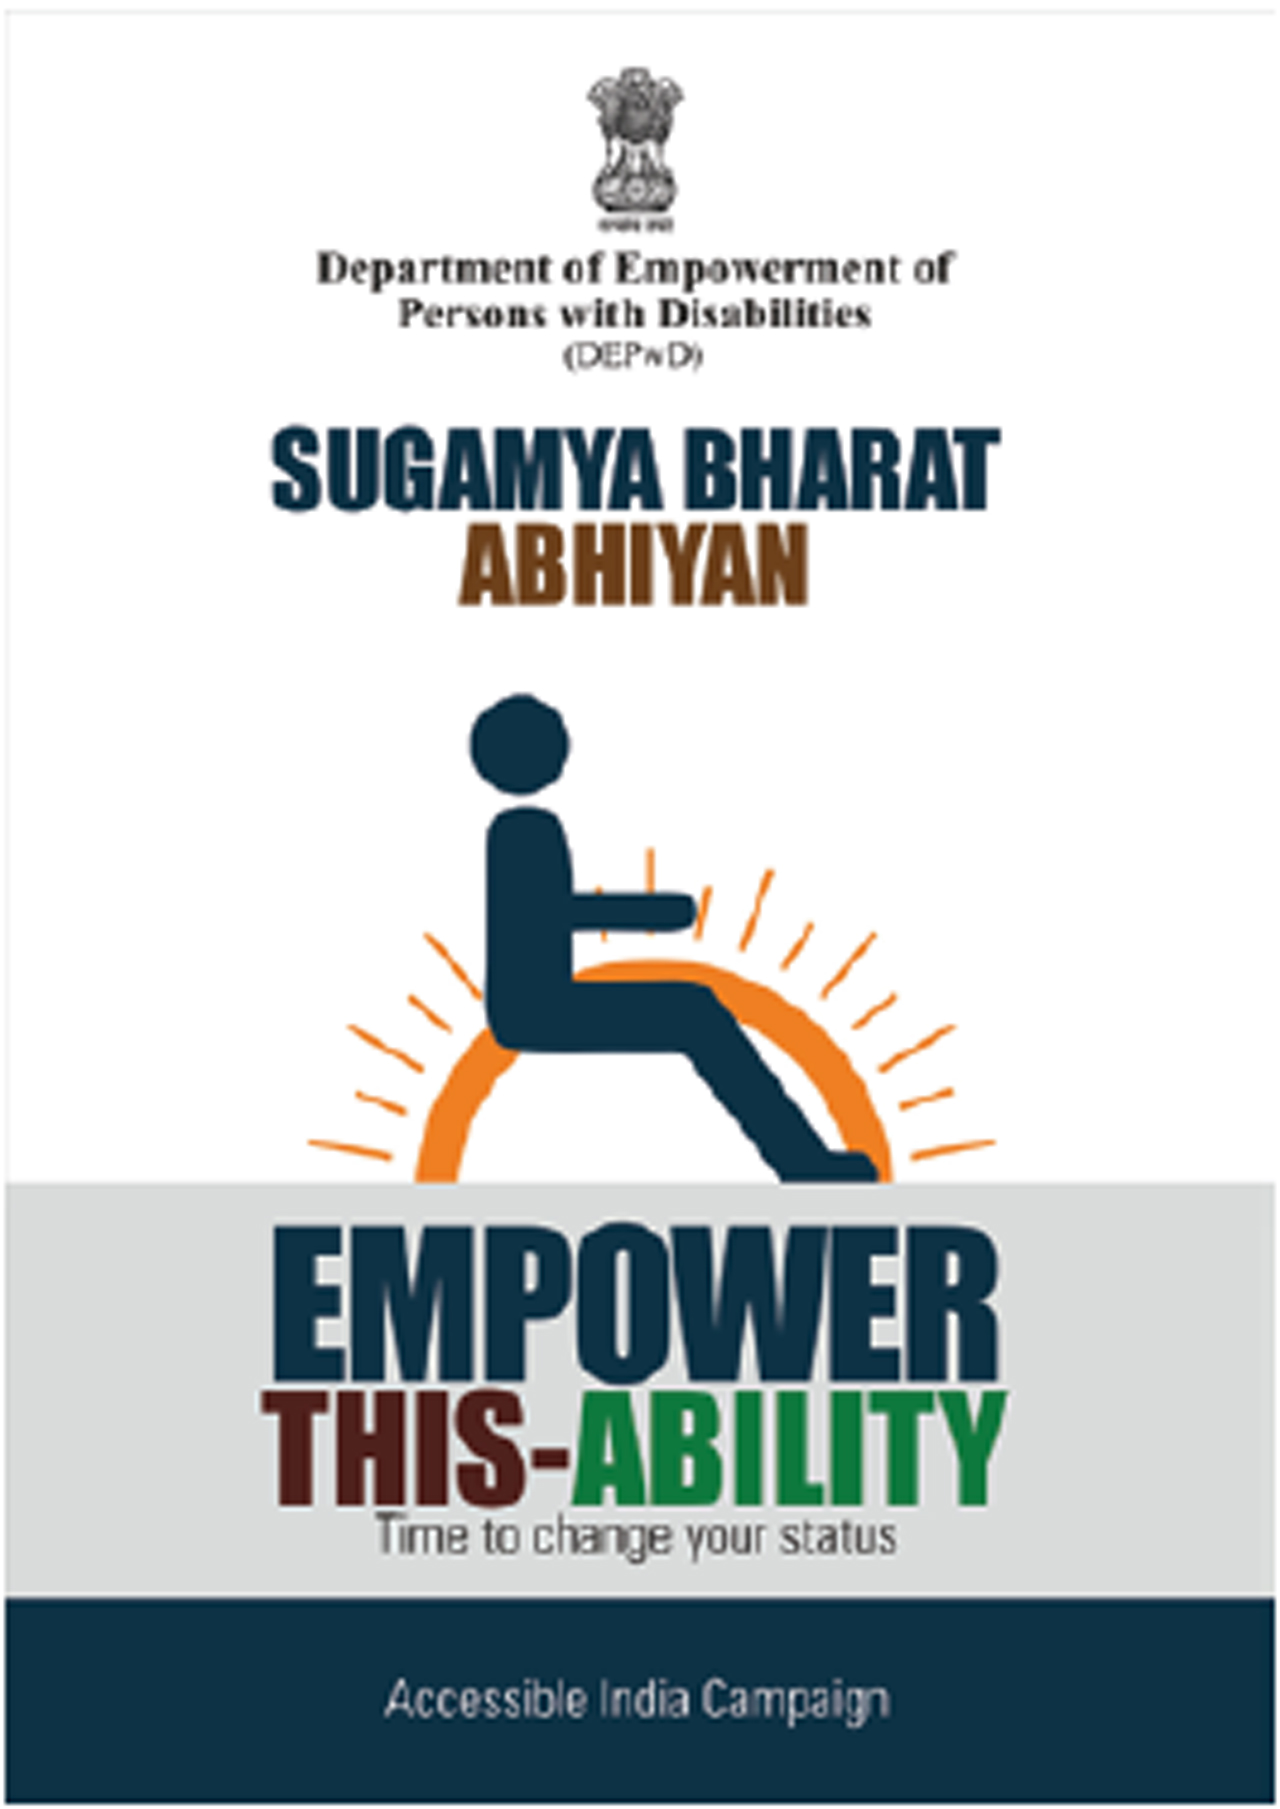 Department of Empowerment of
Persons with Disabilities
(DEPwD)
SUGAMYA BHARAT
ABHIYAN
EMPOWER
THIS-ABILITY
Time to change your status
Accessible India Campaign